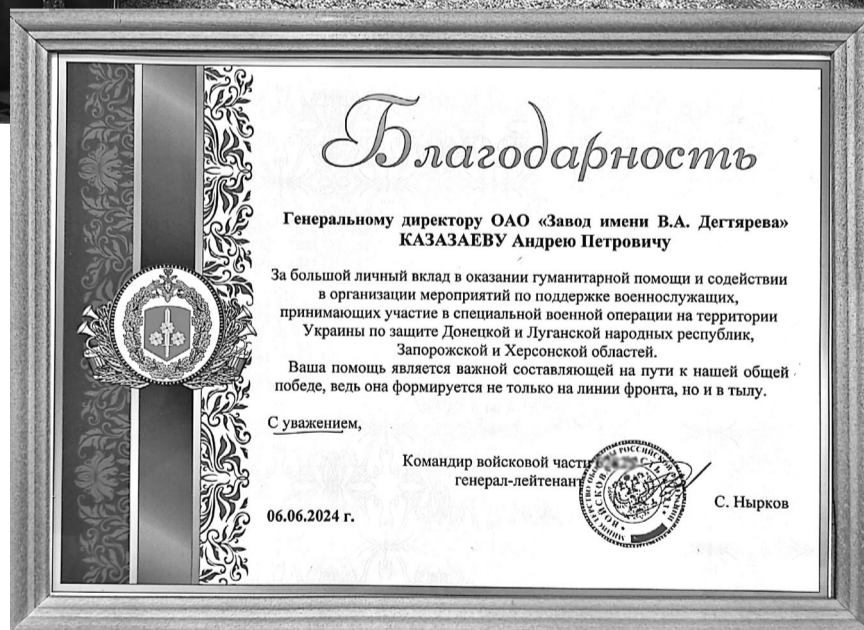 Благодарность
Генеральному директору ОАО «Завод имени В.А. Дегтярева»
КАЗАЗАЕВУ Андрею Петровичу
За большой личный вклад в оказании гуманитарной помощи и содействии
в организации мероприятий по поддержке военнослужащих,
принимающих участие в специальной военной операции на территории
Украины по защите Донецкой и Луганской народных республик,
Запорожской и Херсонской областей.
Ваша помощь является важной составляющей на пути к нашей общей
победе, ведь она формируется не только на линии фронта, но и в тылу.
С уважением,
Командир войсковой части
генерал-лейтенант
С. Нырков
06.06.2024 г.